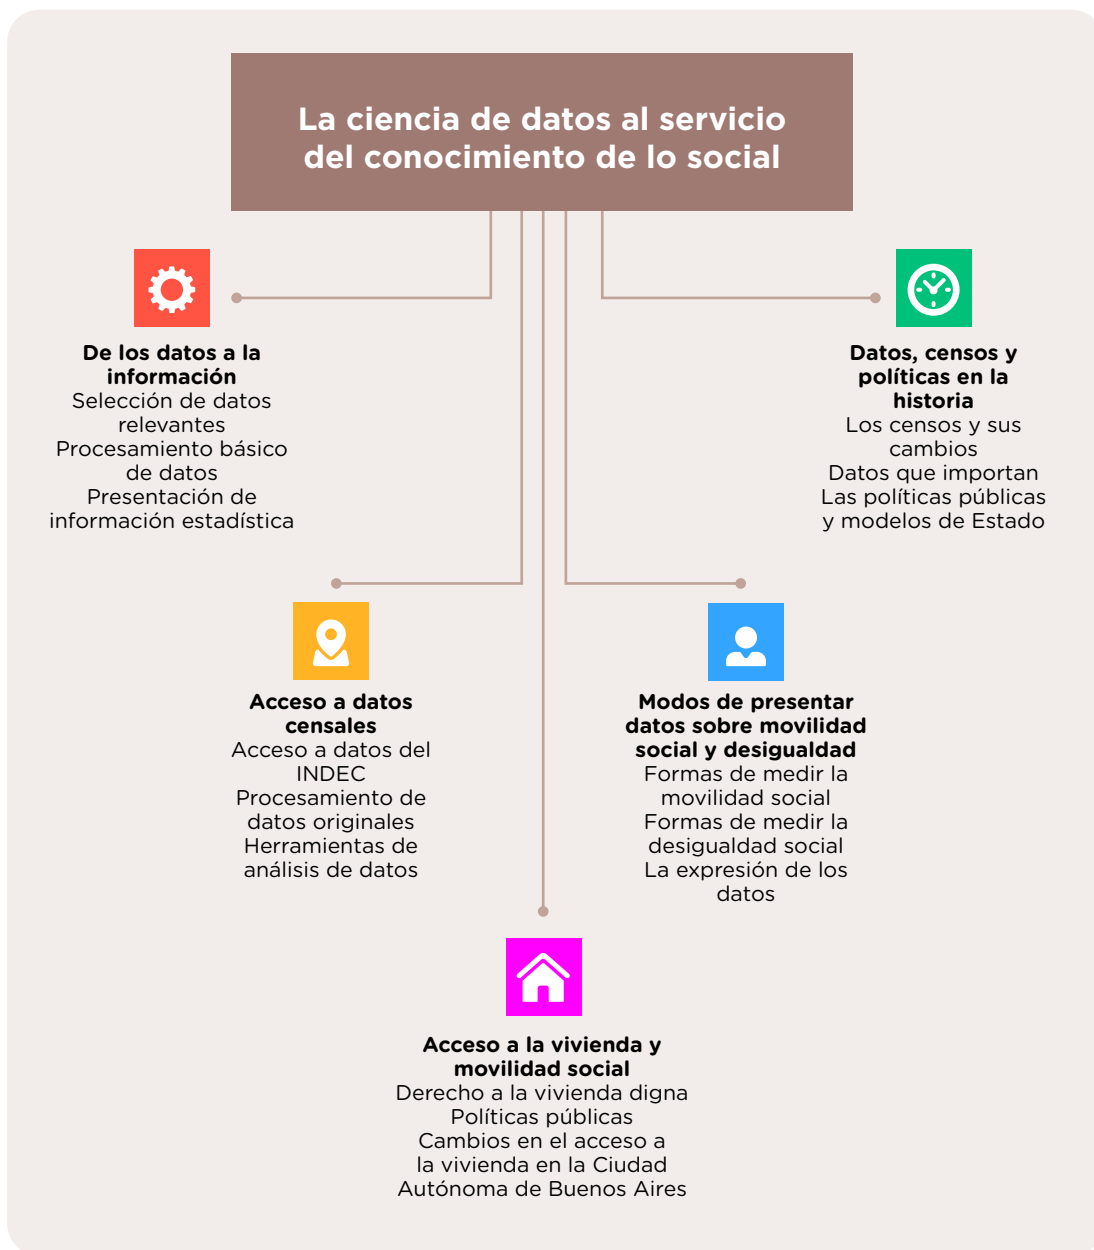 La ciencia de datos al servicio
del conocimiento de lo social
De los datos a la
información
Selección de datos
relevantes
Procesamiento básico
de datos
Presentación de
información estadística
Datos, censos y
políticas en la
historia
Los censos y sus
cambios
Datos que importan
Las políticas públicas
y modelos de Estado
Acceso a datos
censales
Acceso a datos del
INDEC
Procesamiento de
datos originales
Herramientas de
análisis de datos
Modos de presentar
datos sobre movilidad
social y desigualdad
Formas de medir la
movilidad social
Formas de medir la
desigualdad social
La expresión de los
datos
Acceso a la vivienda y
movilidad social
Derecho a la vivienda digna
Políticas públicas
Cambios en el acceso a
la vivienda en la Ciudad
Autónoma de Buenos Aires